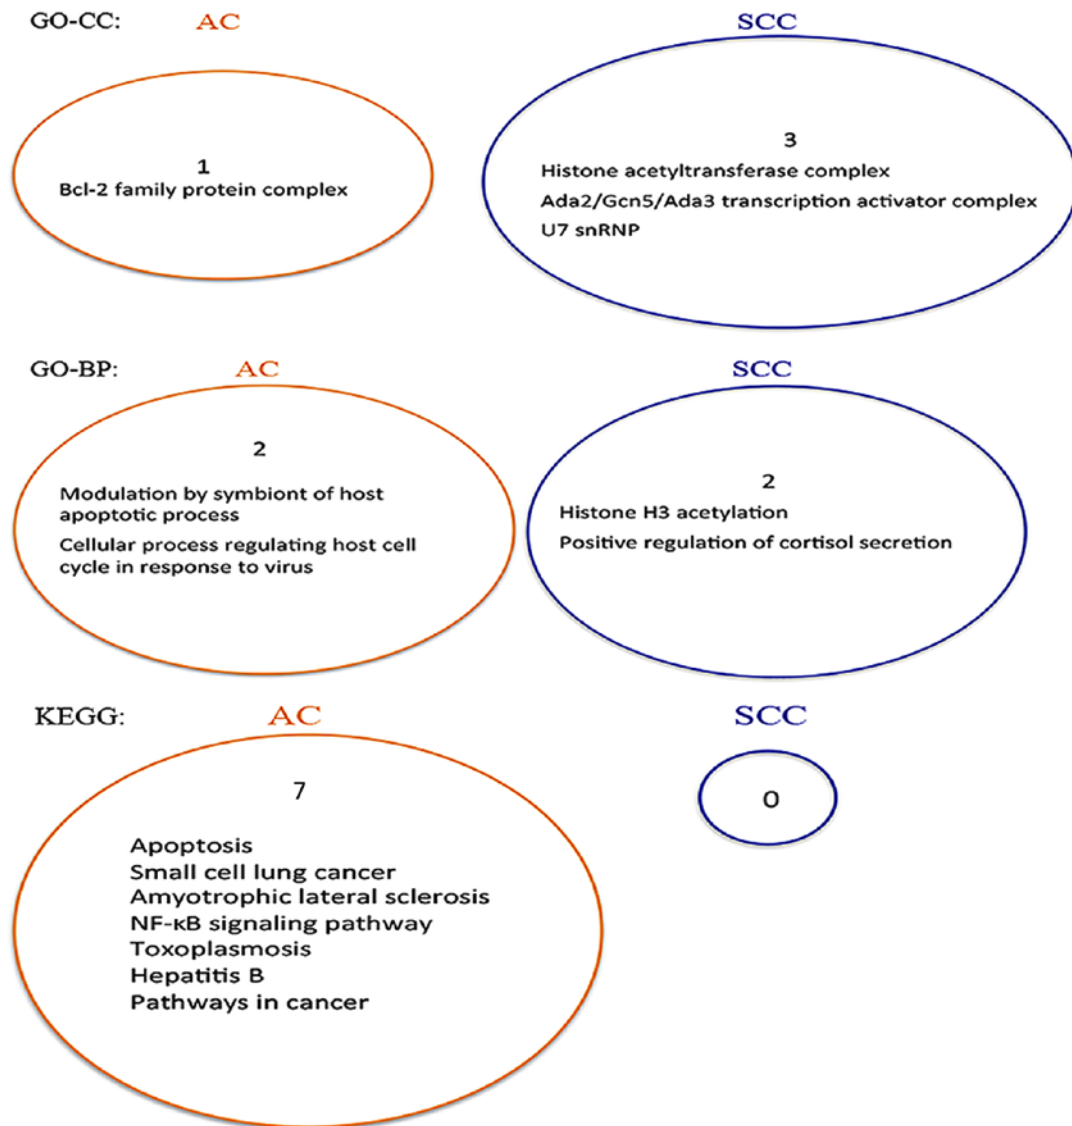 GO-CC: AC SCC
1
Bcl-2 family protein complex
3
Histone acetyltransferase complex
Ada2/Gcn5/Ada3 transcription activator complex
U7 snRNP
GO-BP: AC SCC
2
Modulation by symbiont of host
apoptotic process
Cellular process regulating host cell
cycle in response to virus
2
Histone H3 acetylation
Positive regulation of cortisol secretion
KEGG: AC SCC
7
Apoptosis
Small cell lung cancer
Amyotrophic lateral sclerosis
NF-κB signaling pathway
Toxoplasmosis
Hepatitis B
Pathways in cancer
0